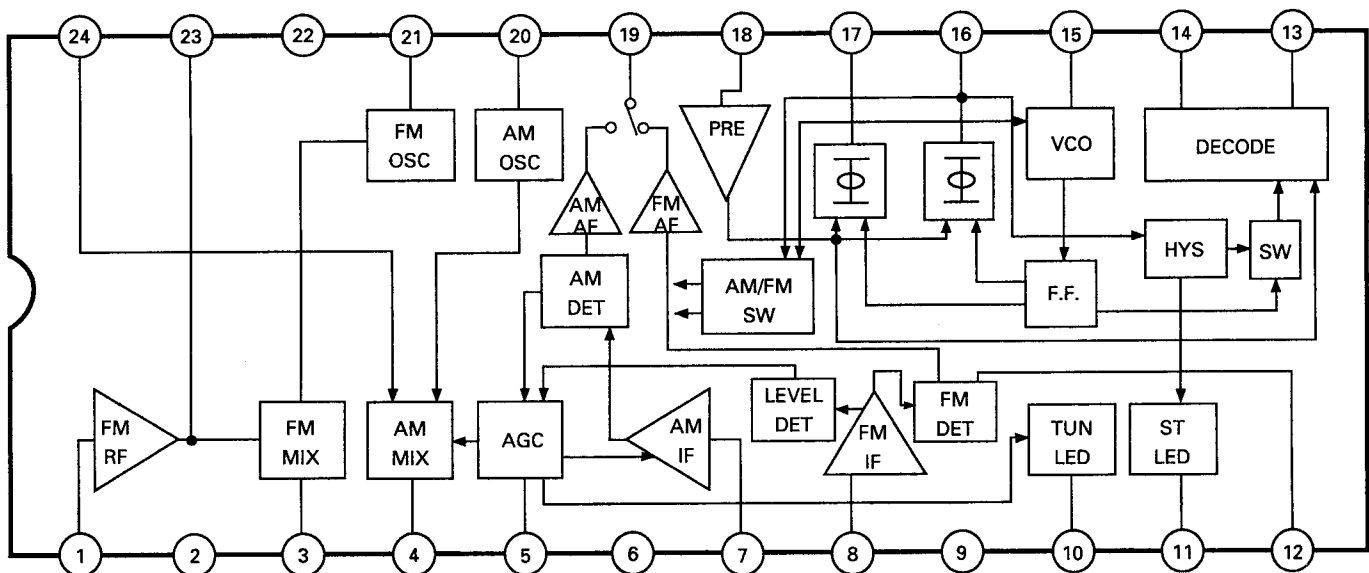 24 23 22 21 20 19 18 17 16 15 14 13
FM
OSC
AM
OSC
PRE
VCO
DECODE
AM
AF
FM
AF
HYS
SW
AM
DET
AM/FM
SW
F.F.
FM
RF
FM
MIX
AM
MIX
AGC
AM
IF
LEVEL
DET
FM
IF
FM
DET
TUN
LED
ST
LED
1 2 3 4 5 6 7 8 9 10 11 12